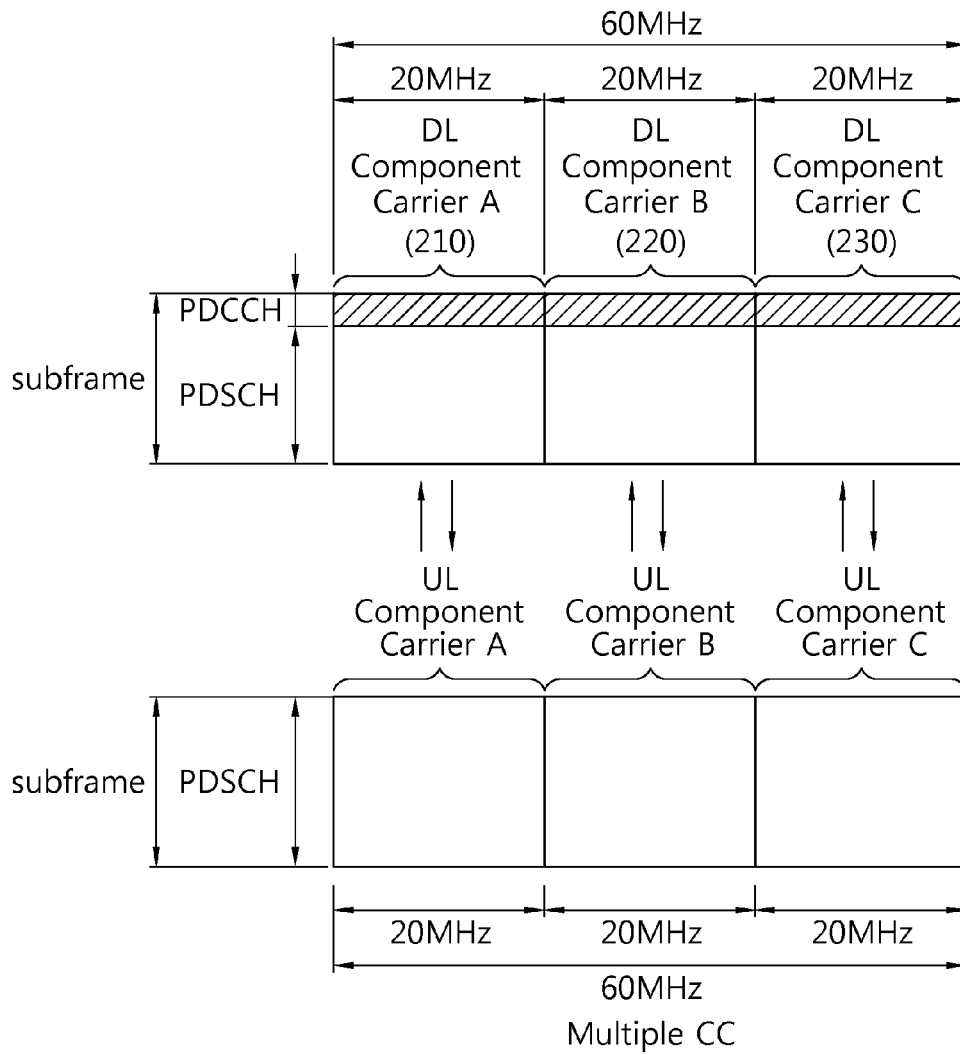 60MHz
20MHz 20MHz 20MHz
DL DL DL
Component Component Component
Carrier A Carrier B Carrier C
(210) (220) (230)
PDCCH
subframe PDSCH
UL UL UL
Component Component Component
Carrier A Carrier B Carrier C
subframe PDSCH
20MHz 20MHz 20MHz
60MHz
Multiple CC